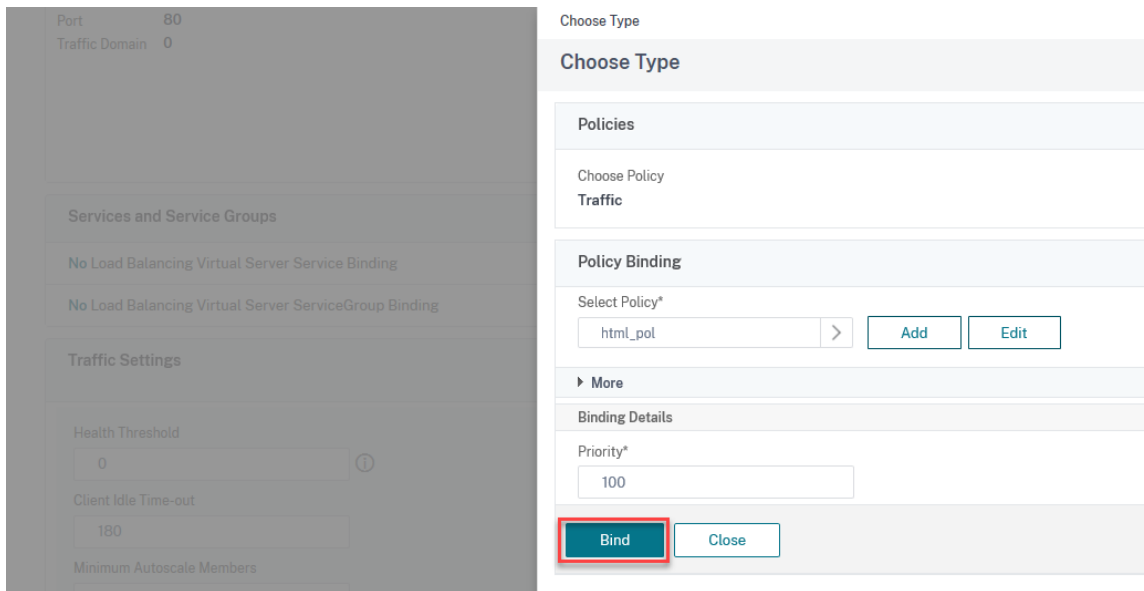 Port 80
Traffic Domain 0
Services and Service Groups
No Load Balancing Virtual Server Service Binding
No Load Balancing Virtual Server ServiceGroup Binding
Traffic Settings
Health Threshold
0
Client Idle Time-out
180
Minimum Autoscale Members
Choose Type
Choose Type
Policies
Choose Policy
Traffic
Policy Binding
Select Policy*
html_pol Add Edit
More
Binding Details
Priority*
100
Bind Close